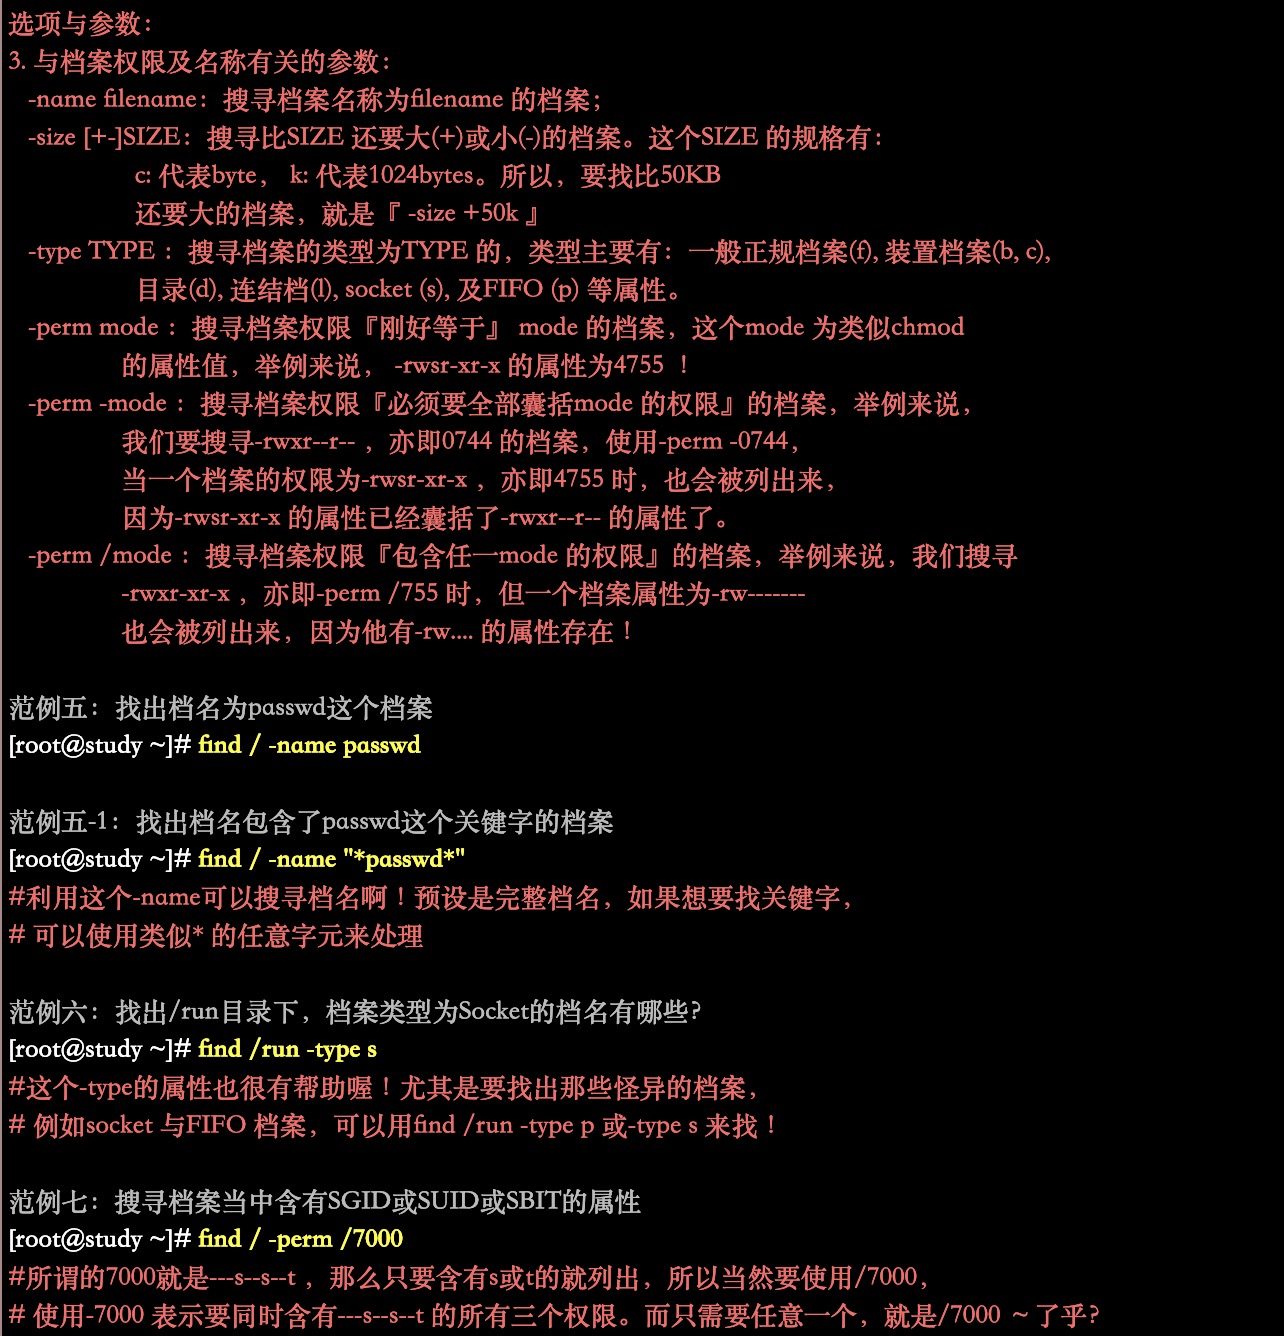 选项与参数：
3. 与档案权限及名称有关的参数：
-name filename：搜寻档案名称为filename 的档案；
-size [+-]SIZE：搜寻比SIZE 还要大(+)或小(-)的档案。这个SIZE 的规格有：
c: 代表byte， k: 代表1024bytes。所以，要找比50KB
还要大的档案，就是『 -size +50k 』
-type TYPE ：搜寻档案的类型为TYPE 的，类型主要有：一般正规档案(f), 装置档案(b, c),
目录(d), 连结档(l), socket (s), 及FIFO (p) 等属性。
-perm mode ：搜寻档案权限『刚好等于』 mode 的档案，这个mode 为类似chmod
的属性值，举例来说， -rwsr-xr-x 的属性为4755 ！
-perm -mode ：搜寻档案权限『必须要全部囊括mode 的权限』的档案，举例来说，
我们要搜寻-rwxr--r-- ，亦即0744 的档案，使用-perm -0744，
当一个档案的权限为-rwsr-xr-x ，亦即4755 时，也会被列出来，
因为-rwsr-xr-x 的属性已经囊括了-rwxr--r-- 的属性了。
-perm /mode ：搜寻档案权限『包含任一mode 的权限』的档案，举例来说，我们搜寻
-rwxr-xr-x ，亦即-perm /755 时，但一个档案属性为-rw-------
也会被列出来，因为他有-rw.... 的属性存在！
范例五：找出档名为passwd这个档案
[root@study ~]# find / -name passwd
范例五-1：找出档名包含了passwd这个关键字的档案
[root@study ~]# find / -name "*passwd*"
#利用这个-name可以搜寻档名啊！预设是完整档名，如果想要找关键字，
# 可以使用类似* 的任意字元来处理
范例六：找出/run目录下，档案类型为Socket的档名有哪些?
[root@study ~]# find /run -type s
#这个-type的属性也很有帮助喔！尤其是要找出那些怪异的档案，
# 例如socket 与FIFO 档案，可以用find /run -type p 或-type s 来找！
范例七：搜寻档案当中含有SGID或SUID或SBIT的属性
[root@study ~]# find / -perm /7000
#所谓的7000就是---s--s--t ，那么只要含有s或t的就列出，所以当然要使用/7000，
# 使用-7000 表示要同时含有---s--s--t 的所有三个权限。而只需要任意一个，就是/7000 ～了乎?